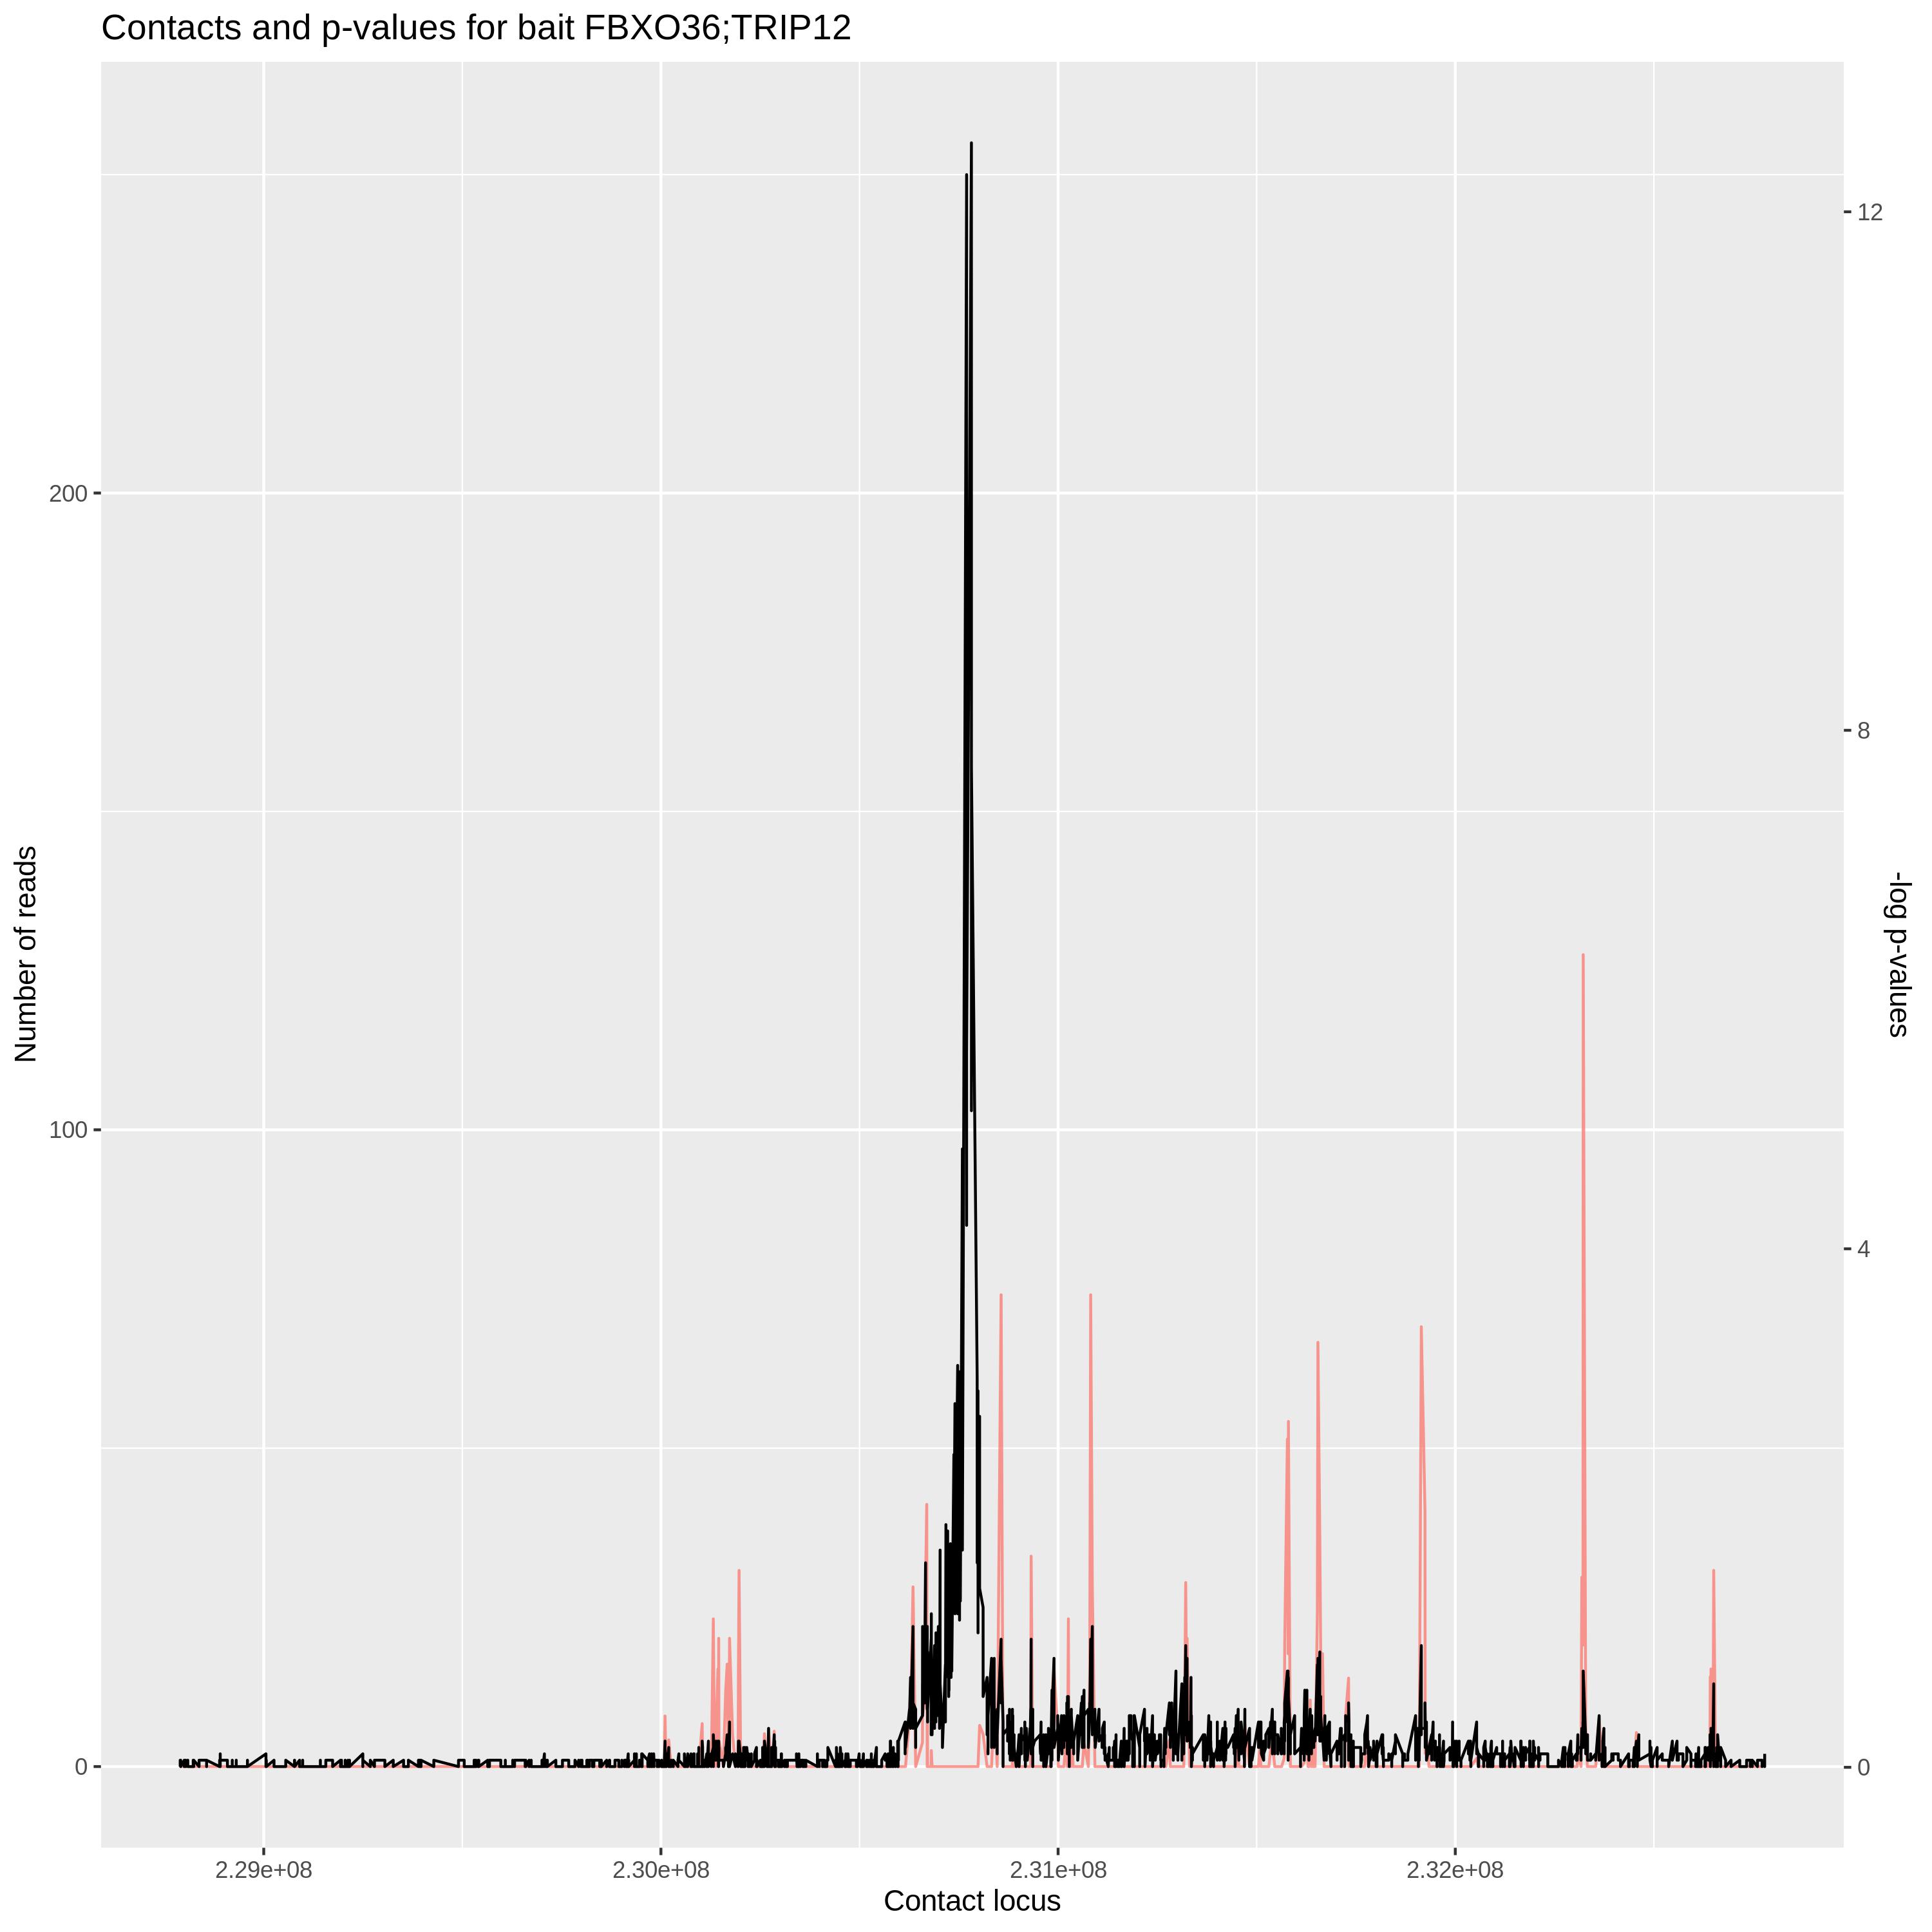 Contacts and p-values for bait FBXO36;TRIP12
Number of reads
200
100
0
12
8
4
0
-log p-values
2.29e+08
2.30e+08
2.31e+08
2.32e+08
Contact locus